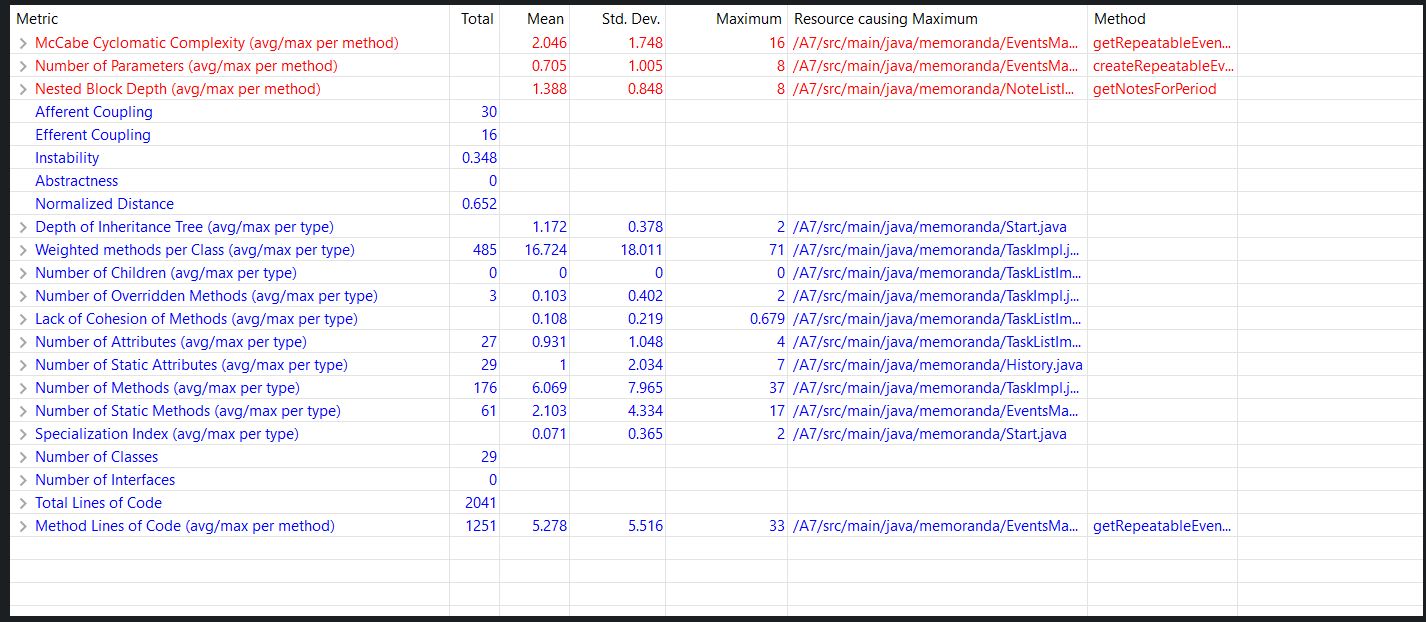 Metric Total Mean Std. Dev. Maximum Resource causing Maximum Method
McCabe Cyclomatic Complexity (avg/max per method) 2.046 1.748 16 /A7/src/main/java/memoranda/EventsMa... getRepeatableEven...
Number of Parameters (avg/max per method) 0.705 1.005 8 /A7/src/main/java/memoranda/EventsMa... createRepeatableEv...
Nested Block Depth (avg/max per method) 1.388 0.848 8 /A7/src/main/java/memoranda/NoteListI... getNotesForPeriod
Afferent Coupling 30
Efferent Coupling 16
Instability 0.348
Abstractness 0
Normalized Distance 0.652
Depth of Inheritance Tree (avg/max per type) 1.172 0.378 2 /A7/src/main/java/memoranda/Start.java
Weighted methods per Class (avg/max per type) 485 16.724 18.011 71 /A7/src/main/java/memoranda/TaskImpl.j...
Number of Children (avg/max per type) 0 0 0 0 /A7/src/main/java/memoranda/TaskListIm...
Number of Overridden Methods (avg/max per type) 3 0.103 0.402 2 /A7/src/main/java/memoranda/TaskImpl.j...
Lack of Cohesion of Methods (avg/max per type) 0.108 0.219 0.679 /A7/src/main/java/memoranda/TaskListIm...
Number of Attributes (avg/max per type) 27 0.931 1.048 4 /A7/src/main/java/memoranda/TaskListIm...
Number of Static Attributes (avg/max per type) 29 1 2.034 7 /A7/src/main/java/memoranda/History.java
Number of Methods (avg/max per type) 176 6.069 7.965 37 /A7/src/main/java/memoranda/TaskImpl.j...
Number of Static Methods (avg/max per type) 61 2.103 4.334 17 /A7/src/main/java/memoranda/EventsMa...
Specialization Index (avg/max per type) 0.071 0.365 2 /A7/src/main/java/memoranda/Start.java
Number of Classes 29
Number of Interfaces 0
Total Lines of Code 2041
Method Lines of Code (avg/max per method) 1251 5.278 5.516 33 /A7/src/main/java/memoranda/EventsMa... getRepeatableEven...